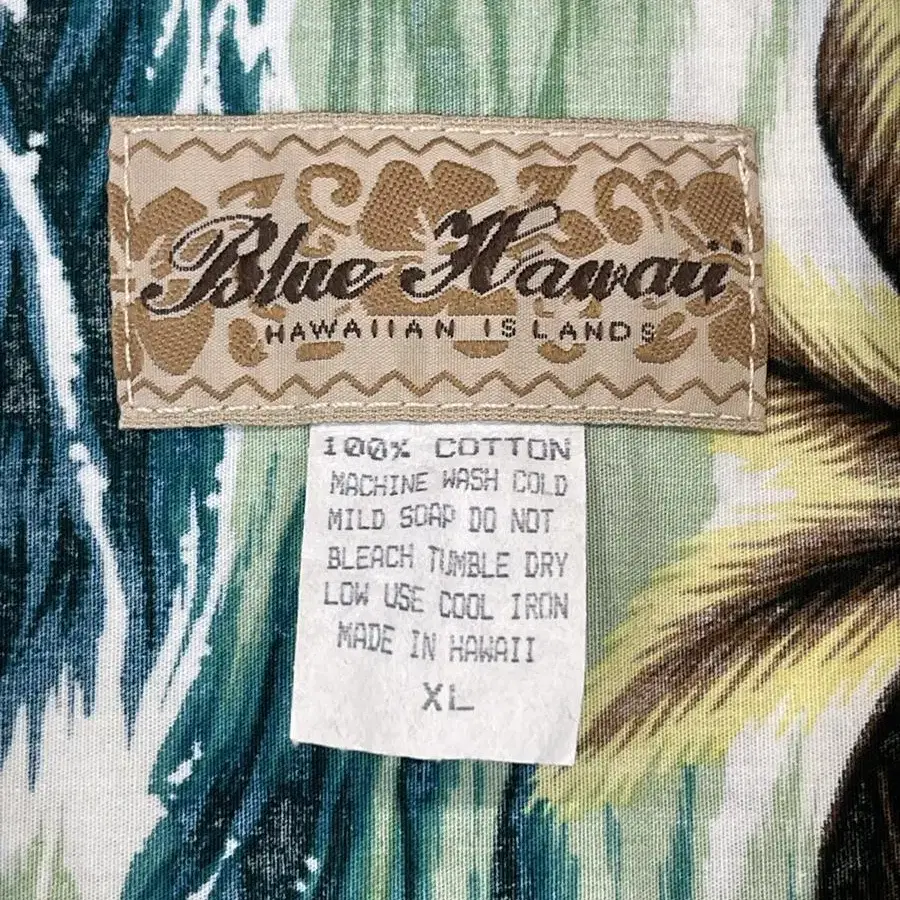 Blue Hawaii
HAWAIIAN ISLANDS
100% COTTON
MACHINE WASH COLD
MILD SOAP DO NOT
BLEACH TUMBLE DRY
LOW USE COOL IRON
MADE IN HAWAII
XL